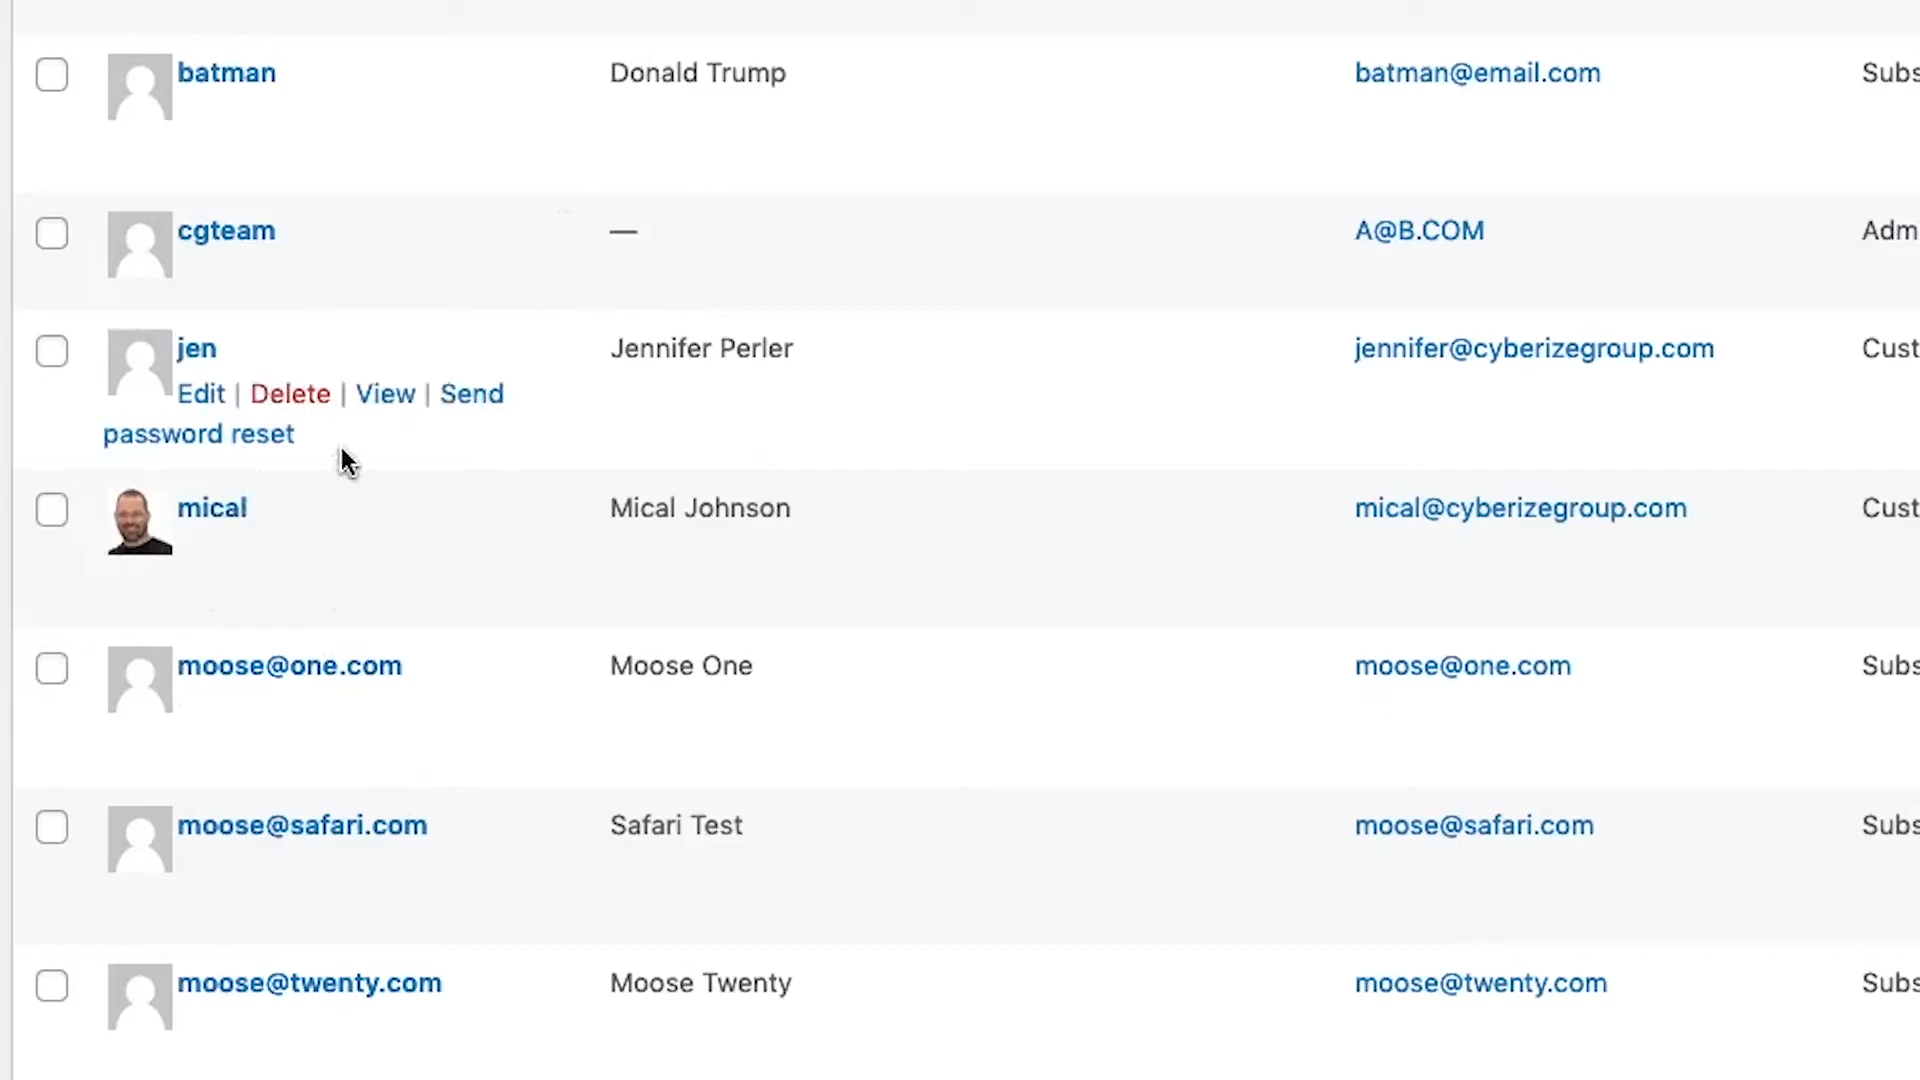 batman Donald Trump batman@email.com Subs
cgteam — A@B.COM Adm
jen Jennifer Perler jennifer@cyberizegroup.com Cust
Edit | Delete | View | Send
password reset
mical Mical Johnson mical@cyberizegroup.com Cust
moose@one.com Moose One moose@one.com Subs
moose@safari.com Safari Test moose@safari.com Subs
moose@twenty.com Moose Twenty moose@twenty.com Subs